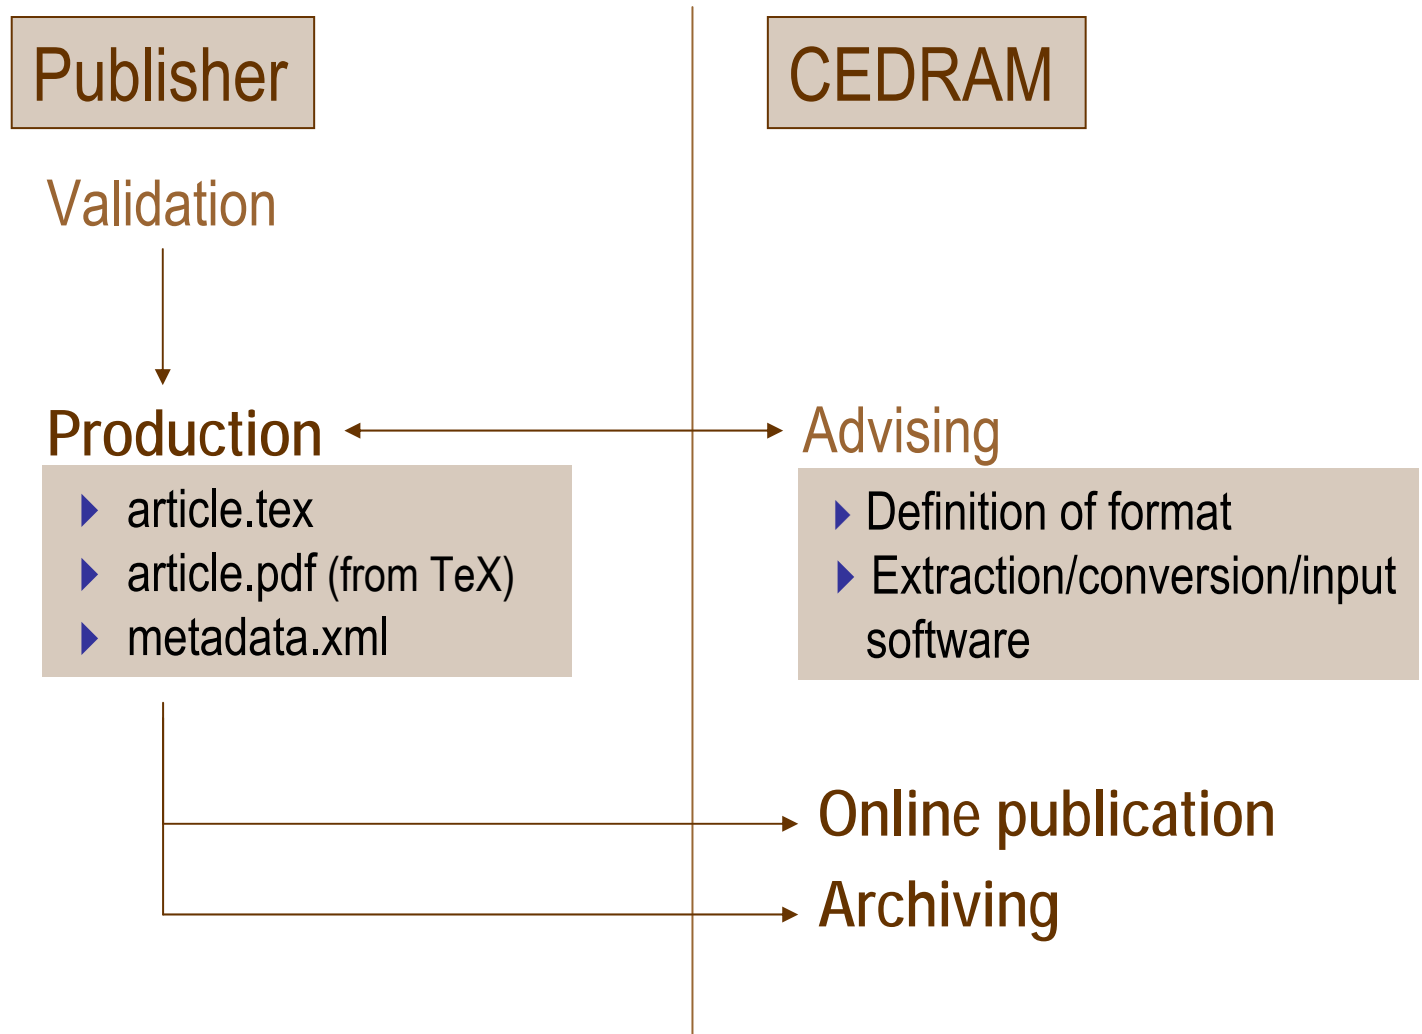 Publisher
CEDRAM
Validation
Production
Advising
article.tex
article.pdf (from TeX)
metadata.xml
Definition of format
Extraction/conversion/input
software
Online publication
Archiving